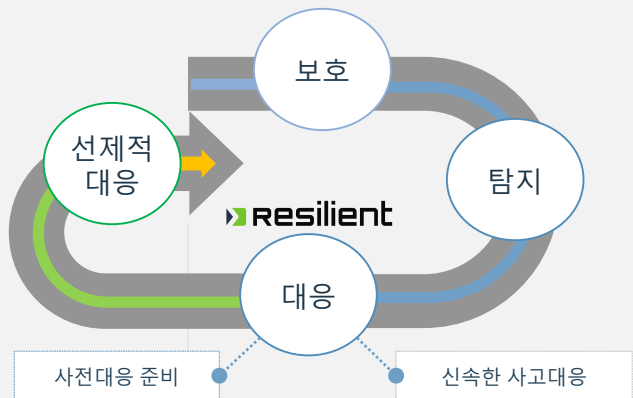 보호
선제적
대응
탐지
Resilient
대응
사전대응 준비
신속한 사고대응